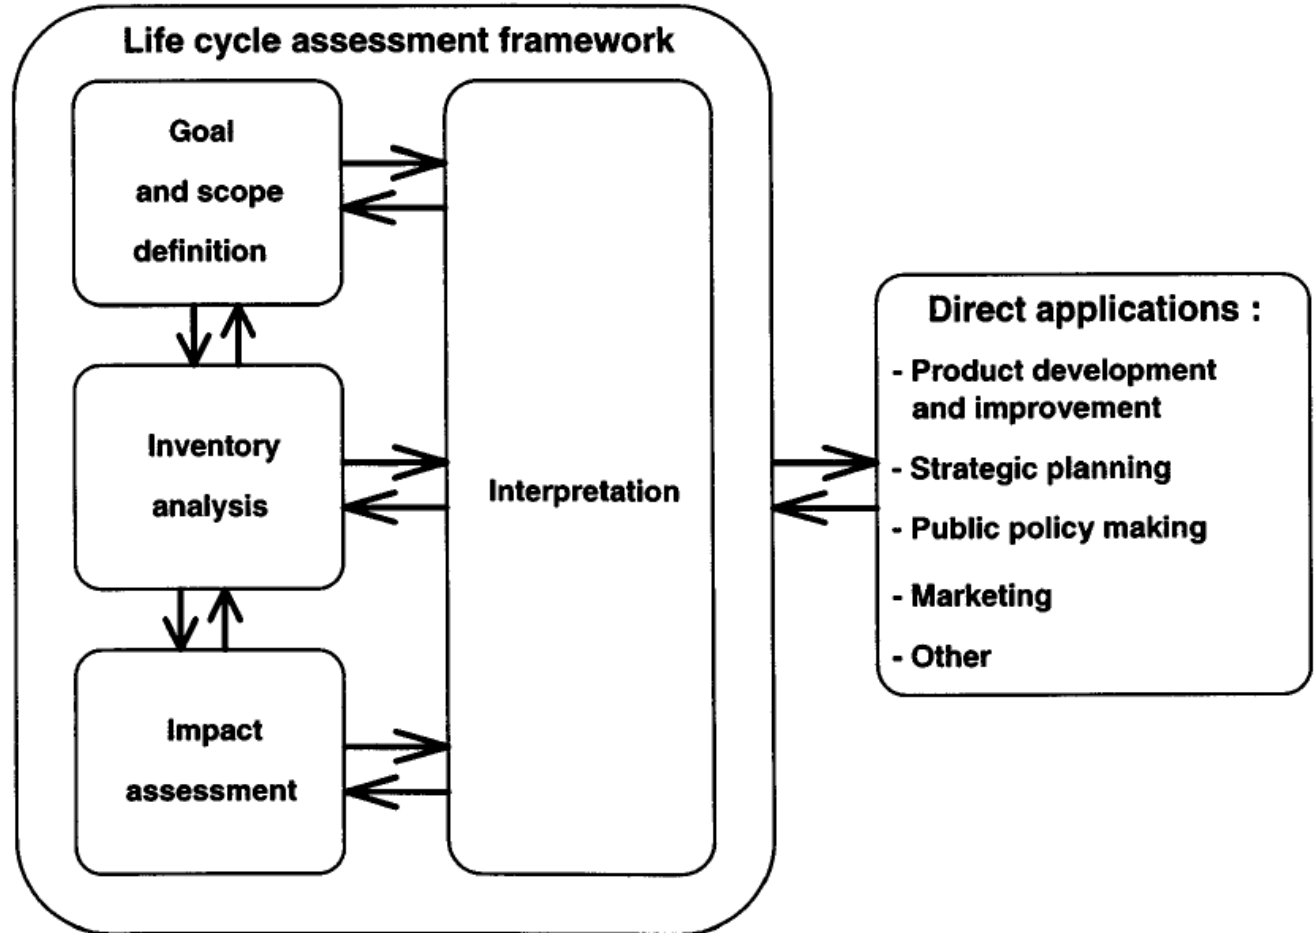 Life cycle assessment framework
Goal
and scope
definition
Inventory
analysis
Impact
assessment
Interpretation
Direct applications :
- Product development
and improvement
- Strategic planning
- Public policy making
- Marketing
- Other